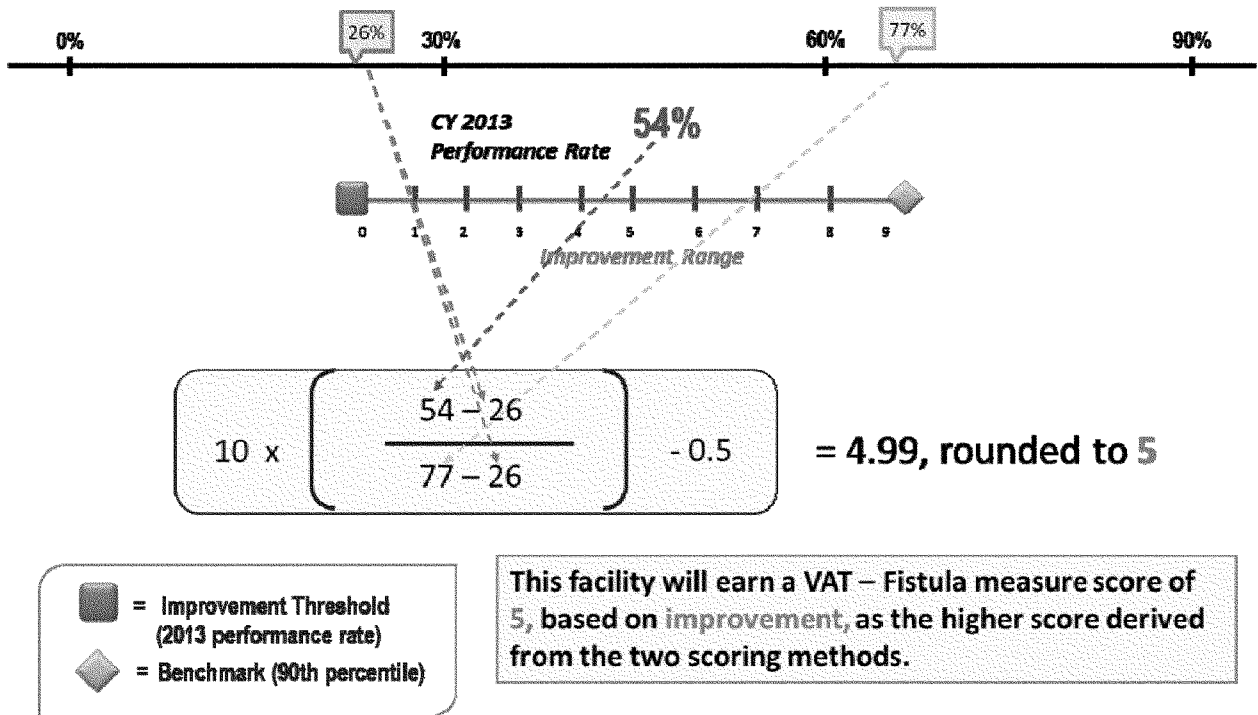 0%
26%
30%
60%
77%
90%
CY 2013
Performance Rate
54%
0 1 2 3 4 5 6 7 8 9
Improvement Range
10 x
54 – 26
77 – 26
- 0.5
= 4.99, rounded to 5
= Improvement Threshold
(2013 performance rate)
= Benchmark (90th percentile)
This facility will earn a VAT – Fistula measure score of
5, based on improvement, as the higher score derived
from the two scoring methods.